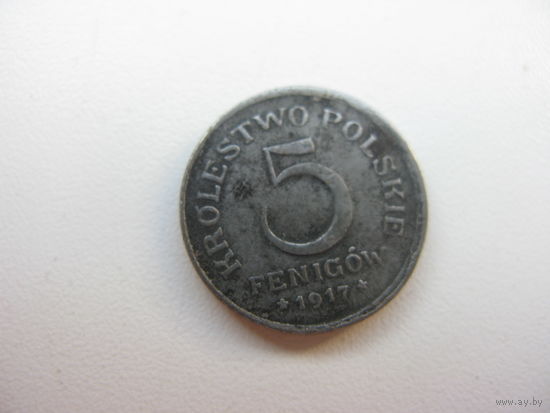 KRÓLESTWO POLSKIE
5
FENIGÓW
★ 1917 ★
www.ay.by